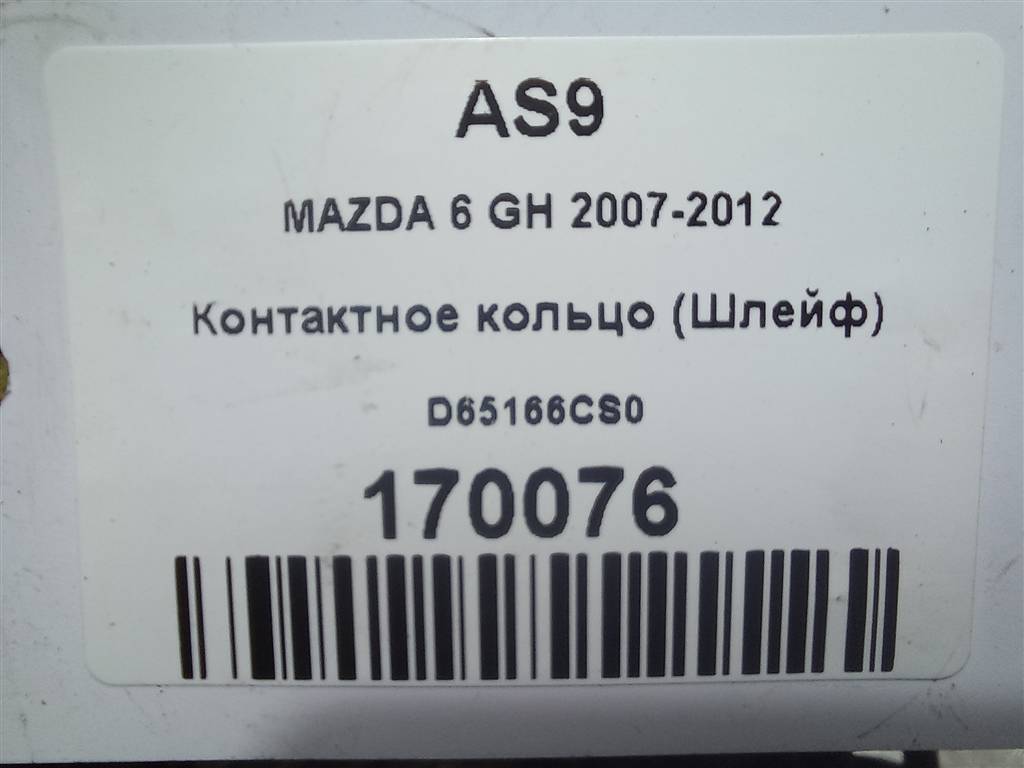 AS9
MAZDA 6 GH 2007-2012
Контактное кольцо (Шлейф)
D65166CS0
170076